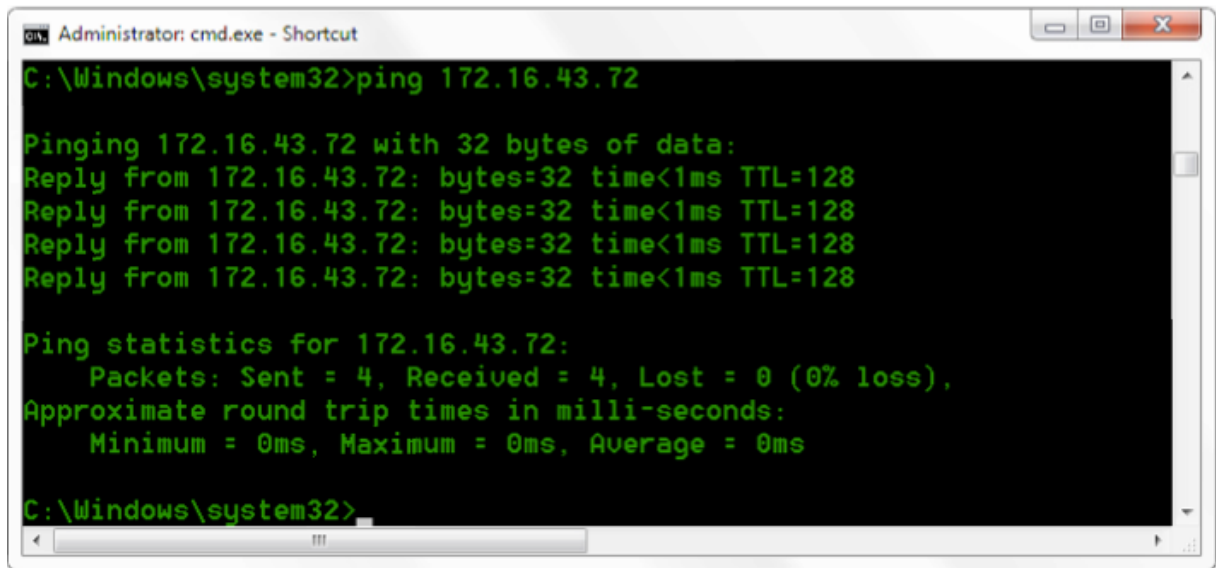 Administrator: cmd.exe - Shortcut
C:\Windows\system32>ping 172.16.43.72
Pinging 172.16.43.72 with 32 bytes of data:
Reply from 172.16.43.72: bytes=32 time<1ms TTL=128
Reply from 172.16.43.72: bytes=32 time<1ms TTL=128
Reply from 172.16.43.72: bytes=32 time<1ms TTL=128
Reply from 172.16.43.72: bytes=32 time<1ms TTL=128
Ping statistics for 172.16.43.72:
    Packets: Sent = 4, Received = 4, Lost = 0 (0% loss),
Approximate round trip times in milli-seconds:
    Minimum = 0ms, Maximum = 0ms, Average = 0ms
C:\Windows\system32>_